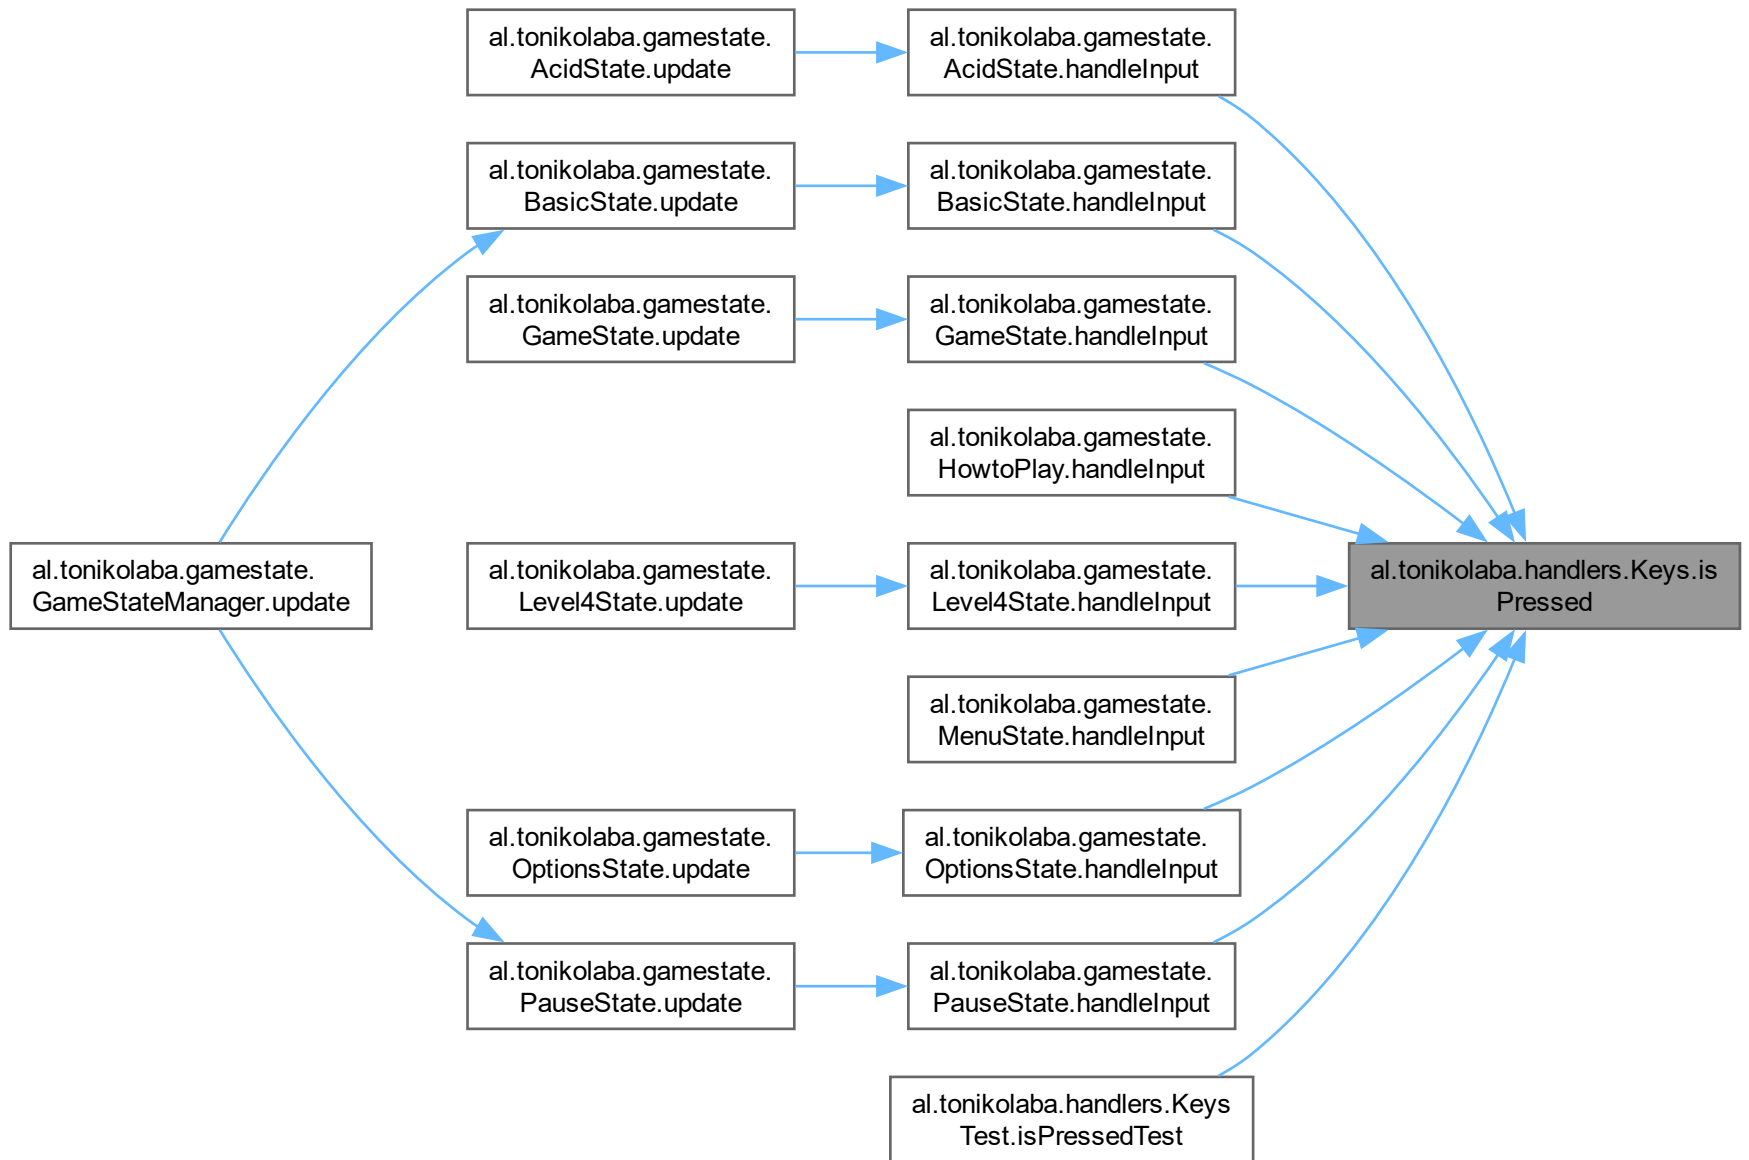 al.tonikolaba.gamestate.
AcidState.update
al.tonikolaba.gamestate.
AcidState.handleInput
al.tonikolaba.gamestate.
BasicState.update
al.tonikolaba.gamestate.
BasicState.handleInput
al.tonikolaba.gamestate.
GameState.update
al.tonikolaba.gamestate.
GameState.handleInput
al.tonikolaba.gamestate.
HowtoPlay.handleInput
al.tonikolaba.gamestate.
GameStateManager.update
al.tonikolaba.gamestate.
Level4State.update
al.tonikolaba.gamestate.
Level4State.handleInput
al.tonikolaba.handlers.Keys.is
Pressed
al.tonikolaba.gamestate.
MenuState.handleInput
al.tonikolaba.gamestate.
OptionsState.update
al.tonikolaba.gamestate.
OptionsState.handleInput
al.tonikolaba.gamestate.
PauseState.update
al.tonikolaba.gamestate.
PauseState.handleInput
al.tonikolaba.handlers.Keys
Test.isPressedTest